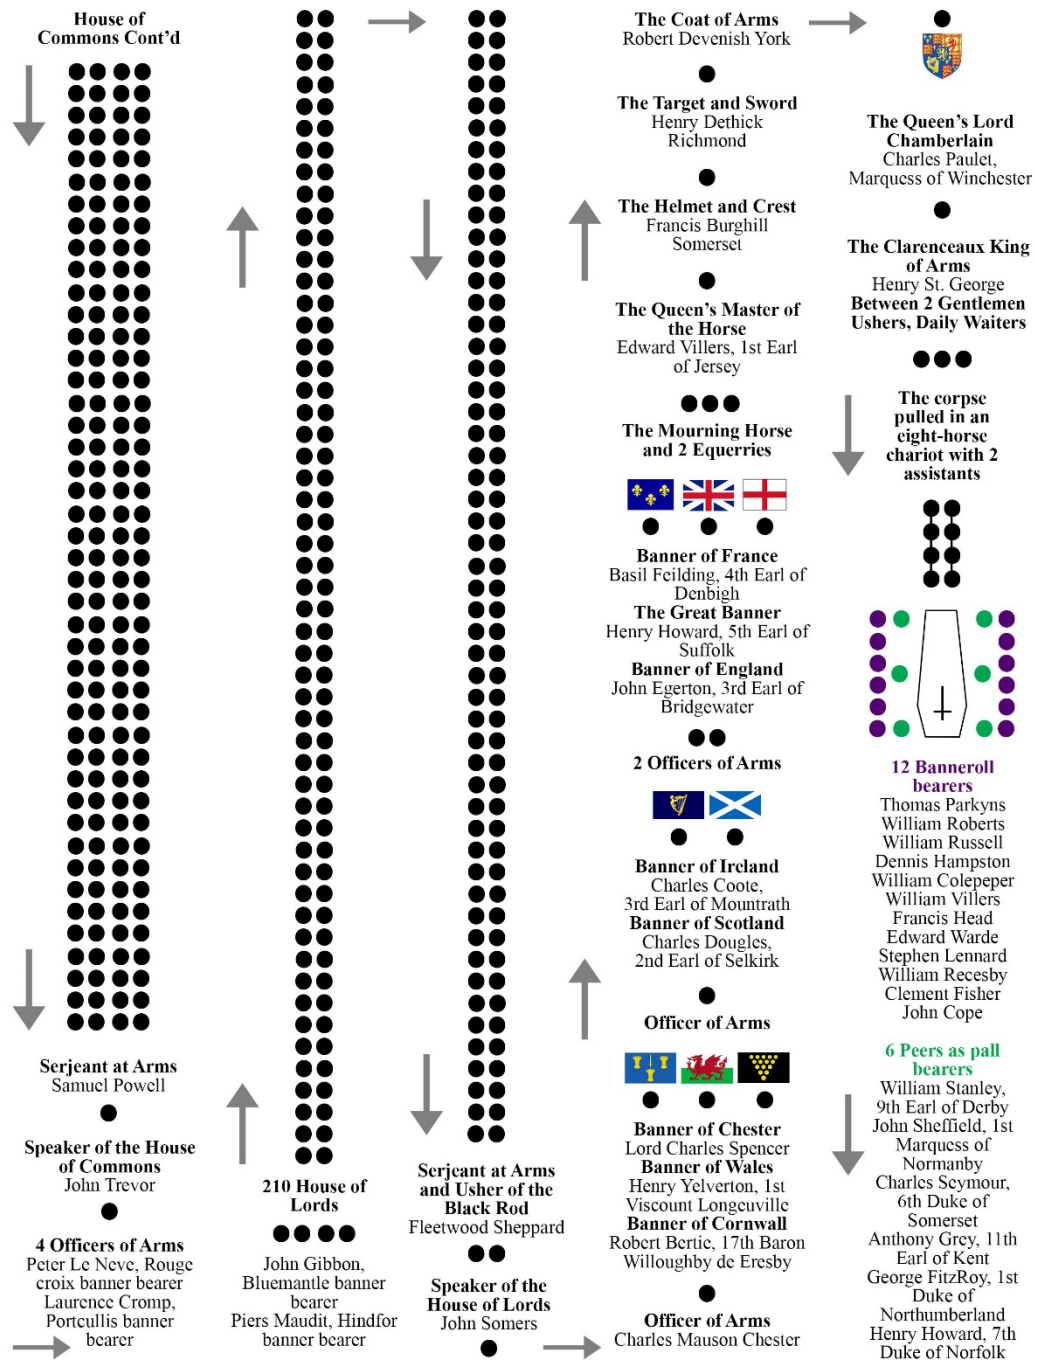 House of
Commons Cont’d
Serjeant at Arms
Samuel Powell
Speaker of the House
of Commons
John Trevor
4 Officers of Arms
Peter Le Neve, Rouge
croix banner bearer
Laurence Cromp,
Portcullis banner
bearer
210 House of
Lords
John Gibbon,
Bluemantle banner
bearer
Piers Maudit, Hindfor
banner bearer
Serjeant at Arms
and Usher of the
Black Rod
Fleetwood Sheppard
Speaker of the
House of Lords
John Somers
The Coat of Arms
Robert Devenish York
The Target and Sword
Henry Dethick
Richmond
The Helmet and Crest
Francis Burghill
Somerset
The Queen’s Master of
the Horse
Edward Villers, 1st Earl
of Jersey
The Mourning Horse
and 2 Equerries
Banner of France
Basil Feilding, 4th Earl of
Denbigh
The Great Banner
Henry Howard, 5th Earl of
Suffolk
Banner of England
John Egerton, 3rd Earl of
Bridgewater
2 Officers of Arms
Banner of Ireland
Charles Coote,
3rd Earl of Mountrath
Banner of Scotland
Charles Dougles,
2nd Earl of Selkirk
Officer of Arms
Banner of Chester
Lord Charles Spencer
Banner of Wales
Henry Yelverton, 1st
Viscount Longeuville
Banner of Cornwall
Robert Bertie, 17th Baron
Willoughby de Eresby
Officer of Arms
Charles Mauson Chester
The Queen’s Lord
Chamberlain
Charles Paulet,
Marquess of Winchester
The Clarenceaux King
of Arms
Henry St. George
Between 2 Gentlemen
Ushers, Daily Waiters
The corpse
pulled in an
eight-horse
chariot with 2
assistants
12 Banneroll
bearers
Thomas Parkyns
William Roberts
William Russell
Dennis Hampston
William Colepeper
William Villers
Francis Head
Edward Warde
Stephen Lennard
William Recesby
Clement Fisher
John Cope
6 Peers as pall
bearers
William Stanley,
9th Earl of Derby
John Sheffield, 1st
Marquess of
Normanby
Charles Seymour,
6th Duke of
Somerset
Anthony Grey, 11th
Earl of Kent
George FitzRoy, 1st
Duke of
Northumberland
Henry Howard, 7th
Duke of Norfolk